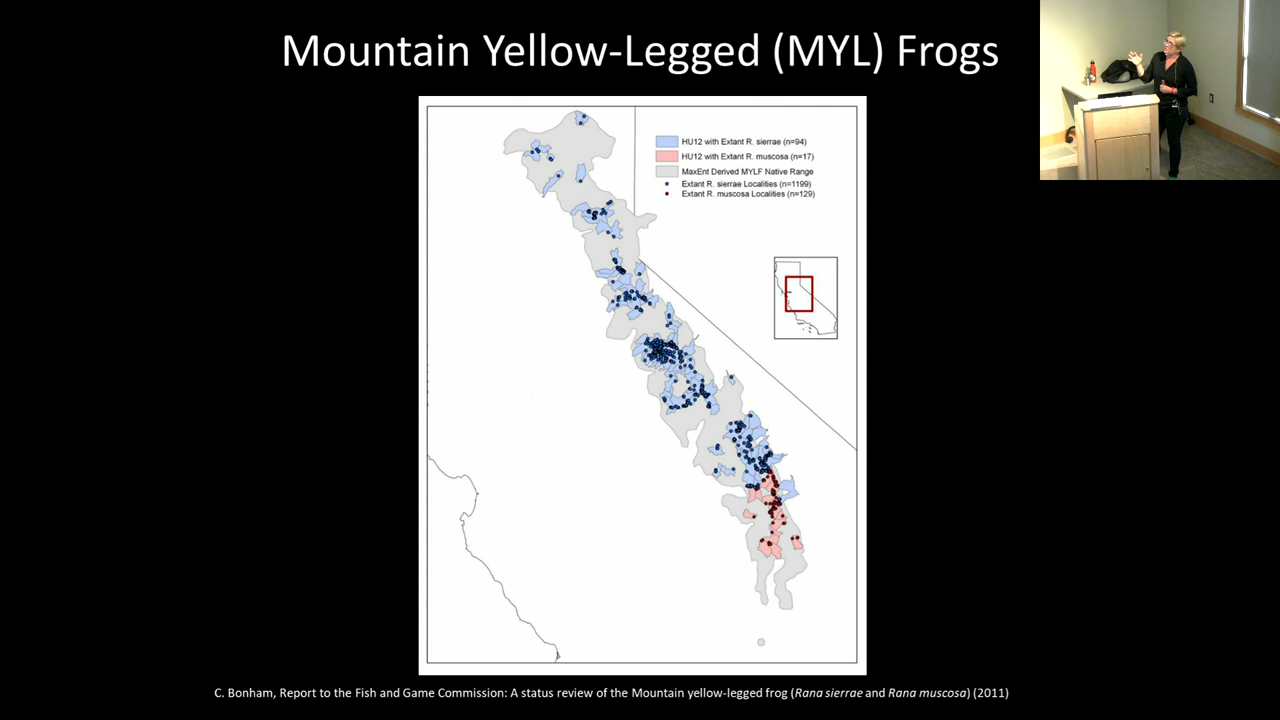 Mountain Yellow-Legged (MYL) Frogs
HU12 with Extant R. sierrae (n=94)
HU12 with Extant R. muscosa (n=17)
MaxEnt Derived MYLF Native Range
Extant R. sierrae Localities (n=1199)
Extant R. muscosa Localities (n=129)
C. Bonham, Report to the Fish and Game Commission: A status review of the Mountain yellow-legged frog (Rana sierrae and Rana muscosa) (2011)